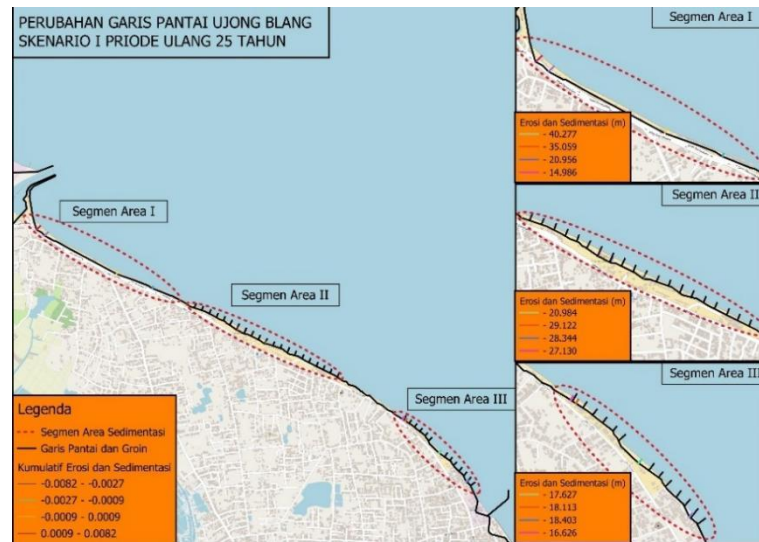 PERUBAHAN GARIS PANTAI UJONG BLANG
SKENARIO I PRIODE ULANG 25 TAHUN
Segmen Area I
Segmen Area II
Segmen Area III
Legenda
Segmen Area Sedimentasi
Garis Pantai dan Groin
Kumulatif Erosi dan Sedimentasi
-0.0082 - -0.0027
-0.0027 - -0.0009
-0.0009 - 0.0009
0.0009 - 0.0082
Segmen Area I
Erosi dan Sedimentasi (m)
- 40.277
- 35.059
- 20.956
- 14.986
Segmen Area II
Erosi dan Sedimentasi (m)
- 20.984
- 29.122
- 28.344
- 27.130
Segmen Area III
Erosi dan Sedimentasi (m)
- 17.627
- 18.113
- 18.403
- 16.626